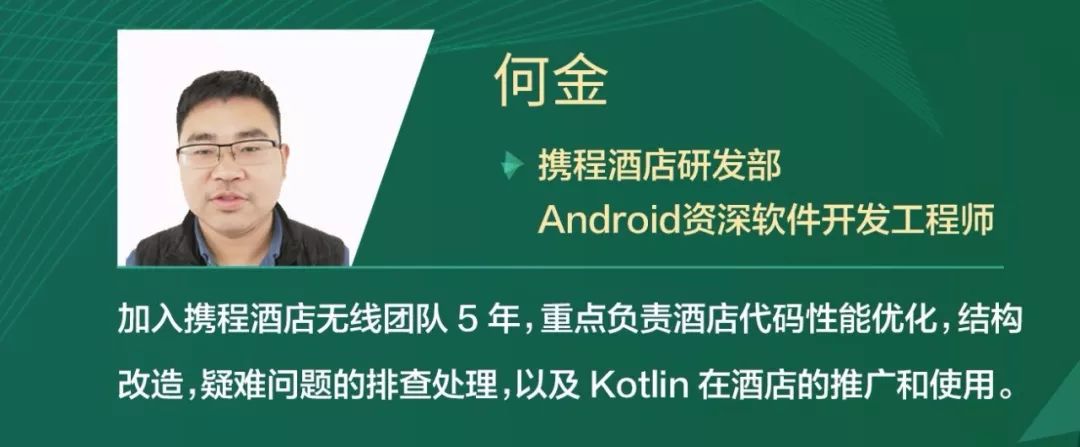 何金
携程酒店研发部
Android资深软件开发工程师
加入携程酒店无线团队 5 年，重点负责酒店代码性能优化，结构
改造，疑难问题的排查处理，以及 Kotlin 在酒店的推广和使用。